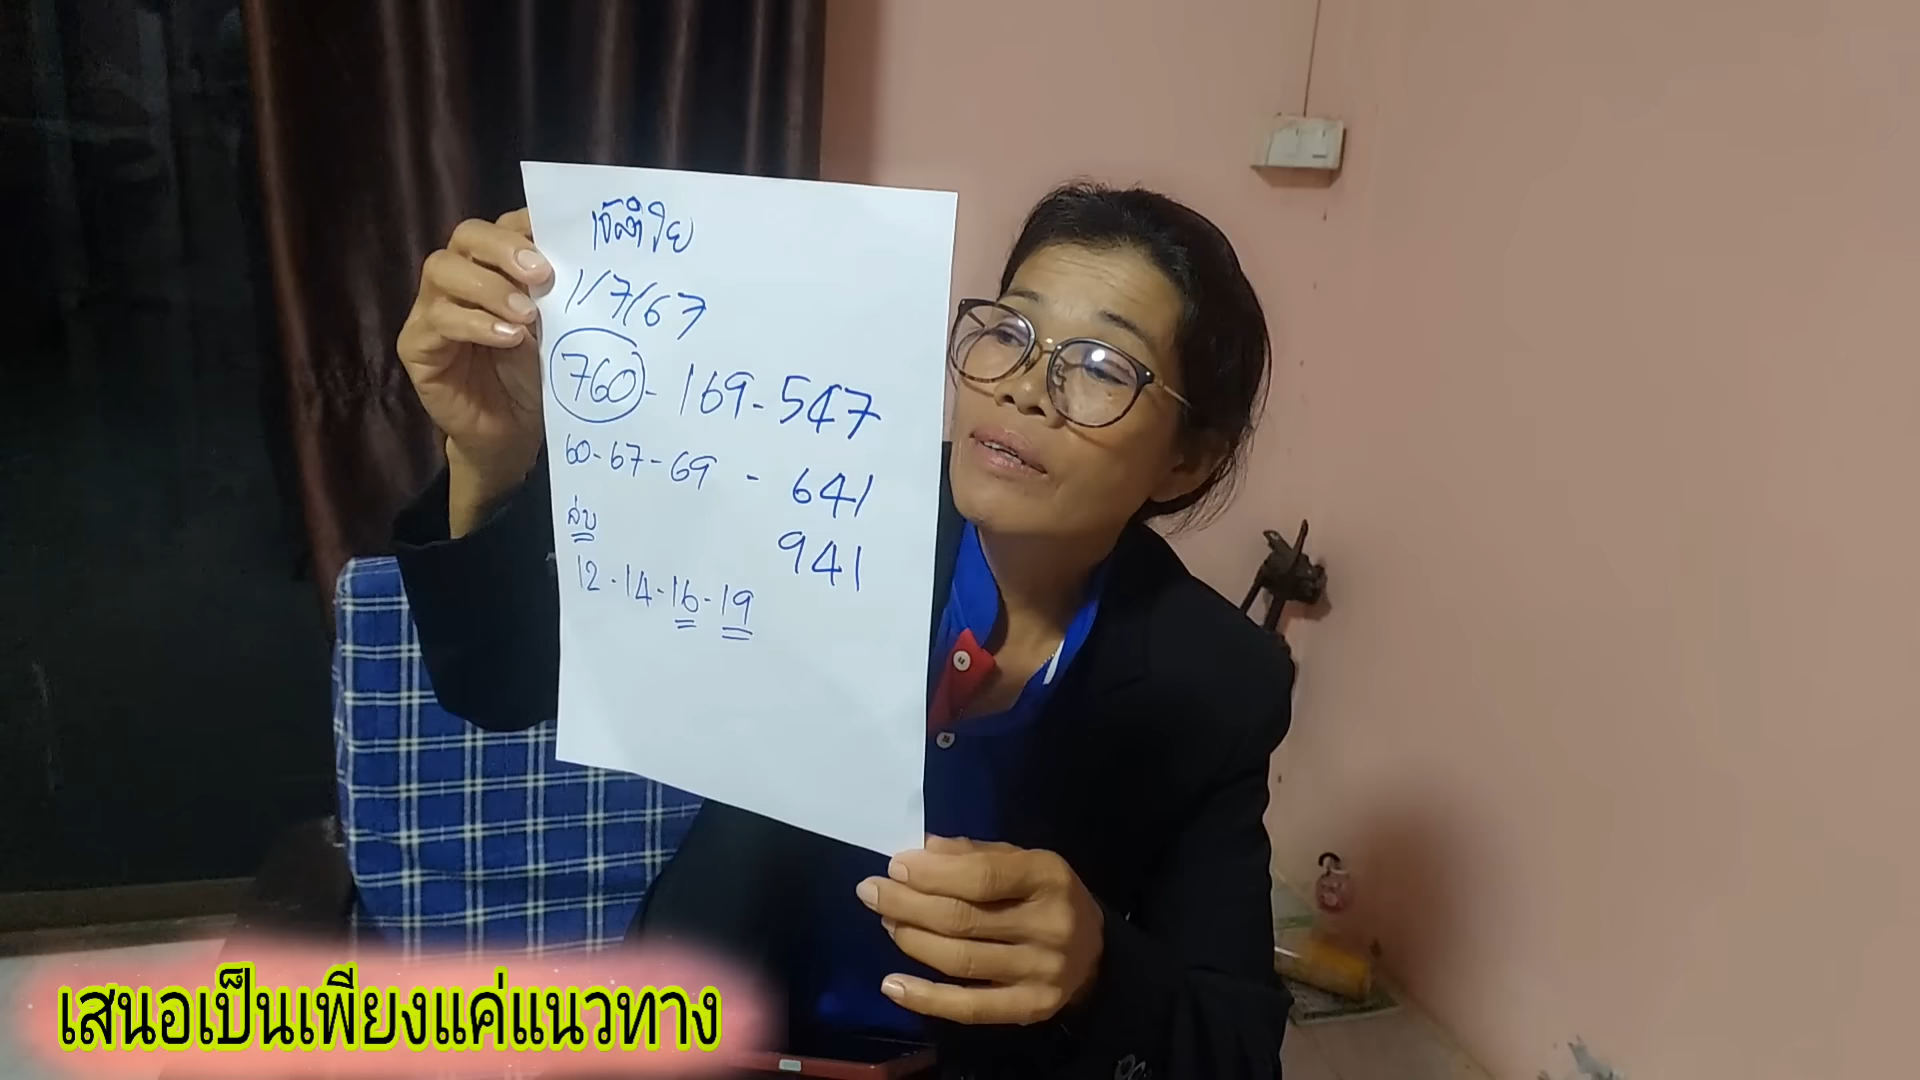 เจ๊ลำไย
1/7/67
760 - 169 - 547
60 - 67 - 69 - 641
941
ล่าง
12 - 14 - 16 - 19
เสนอเป็นเพียงแค่แนวทาง